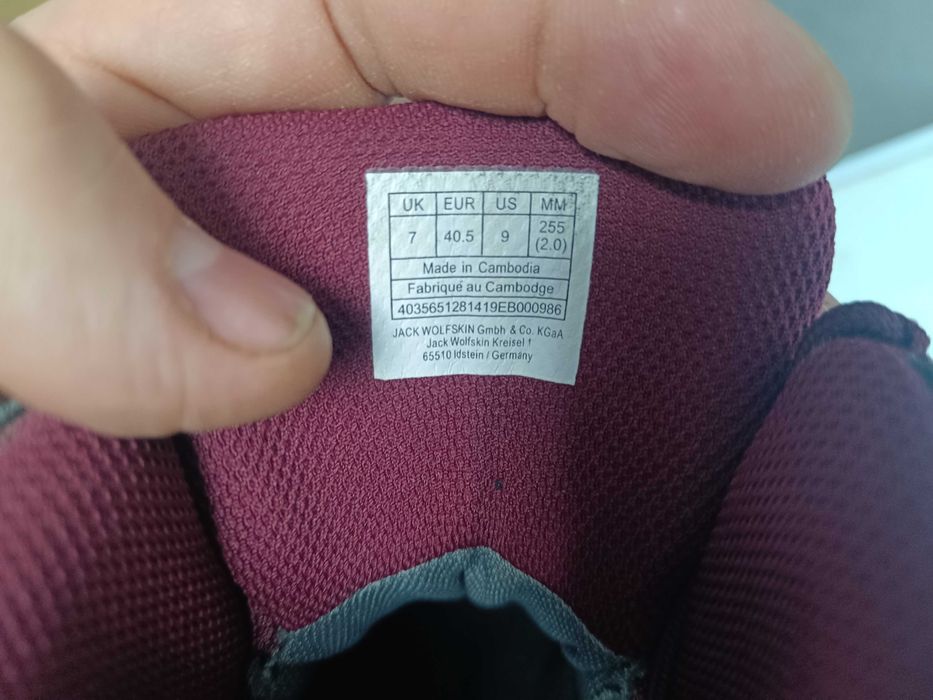 UK EUR US MM
7 40.5 9 255 (2.0)
Made in Cambodia
Fabriqué au Cambodge
4035651281419EB000986
JACK WOLFSKIN Gmbh & Co. KGaA
Jack Wolfskin Kreisel 1
65510 Idstein / Germany